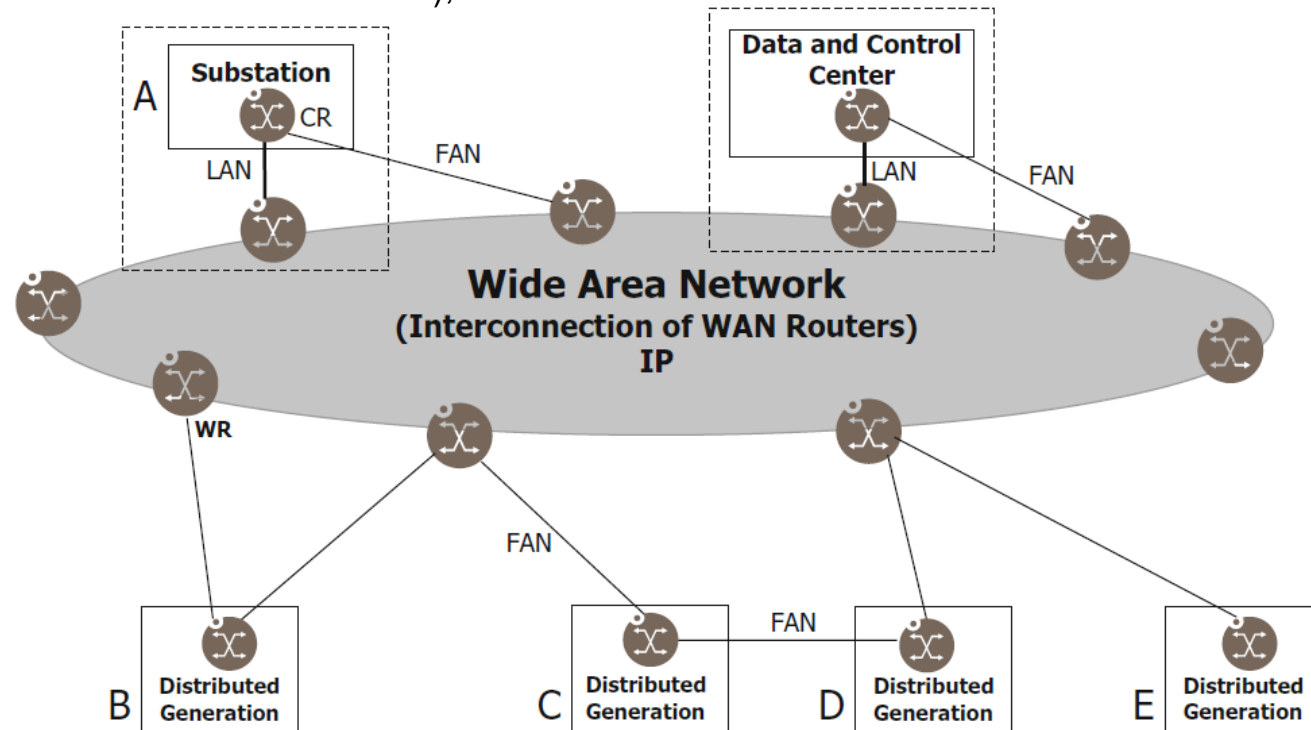 ),
Substation
Data and Control
Center
A
CR
LAN
FAN
LAN
FAN
Wide Area Network
(Interconnection of WAN Routers)
IP
WR
FAN
FAN
B
Distributed
Generation
C
Distributed
Generation
D
Distributed
Generation
E
Distributed
Generation